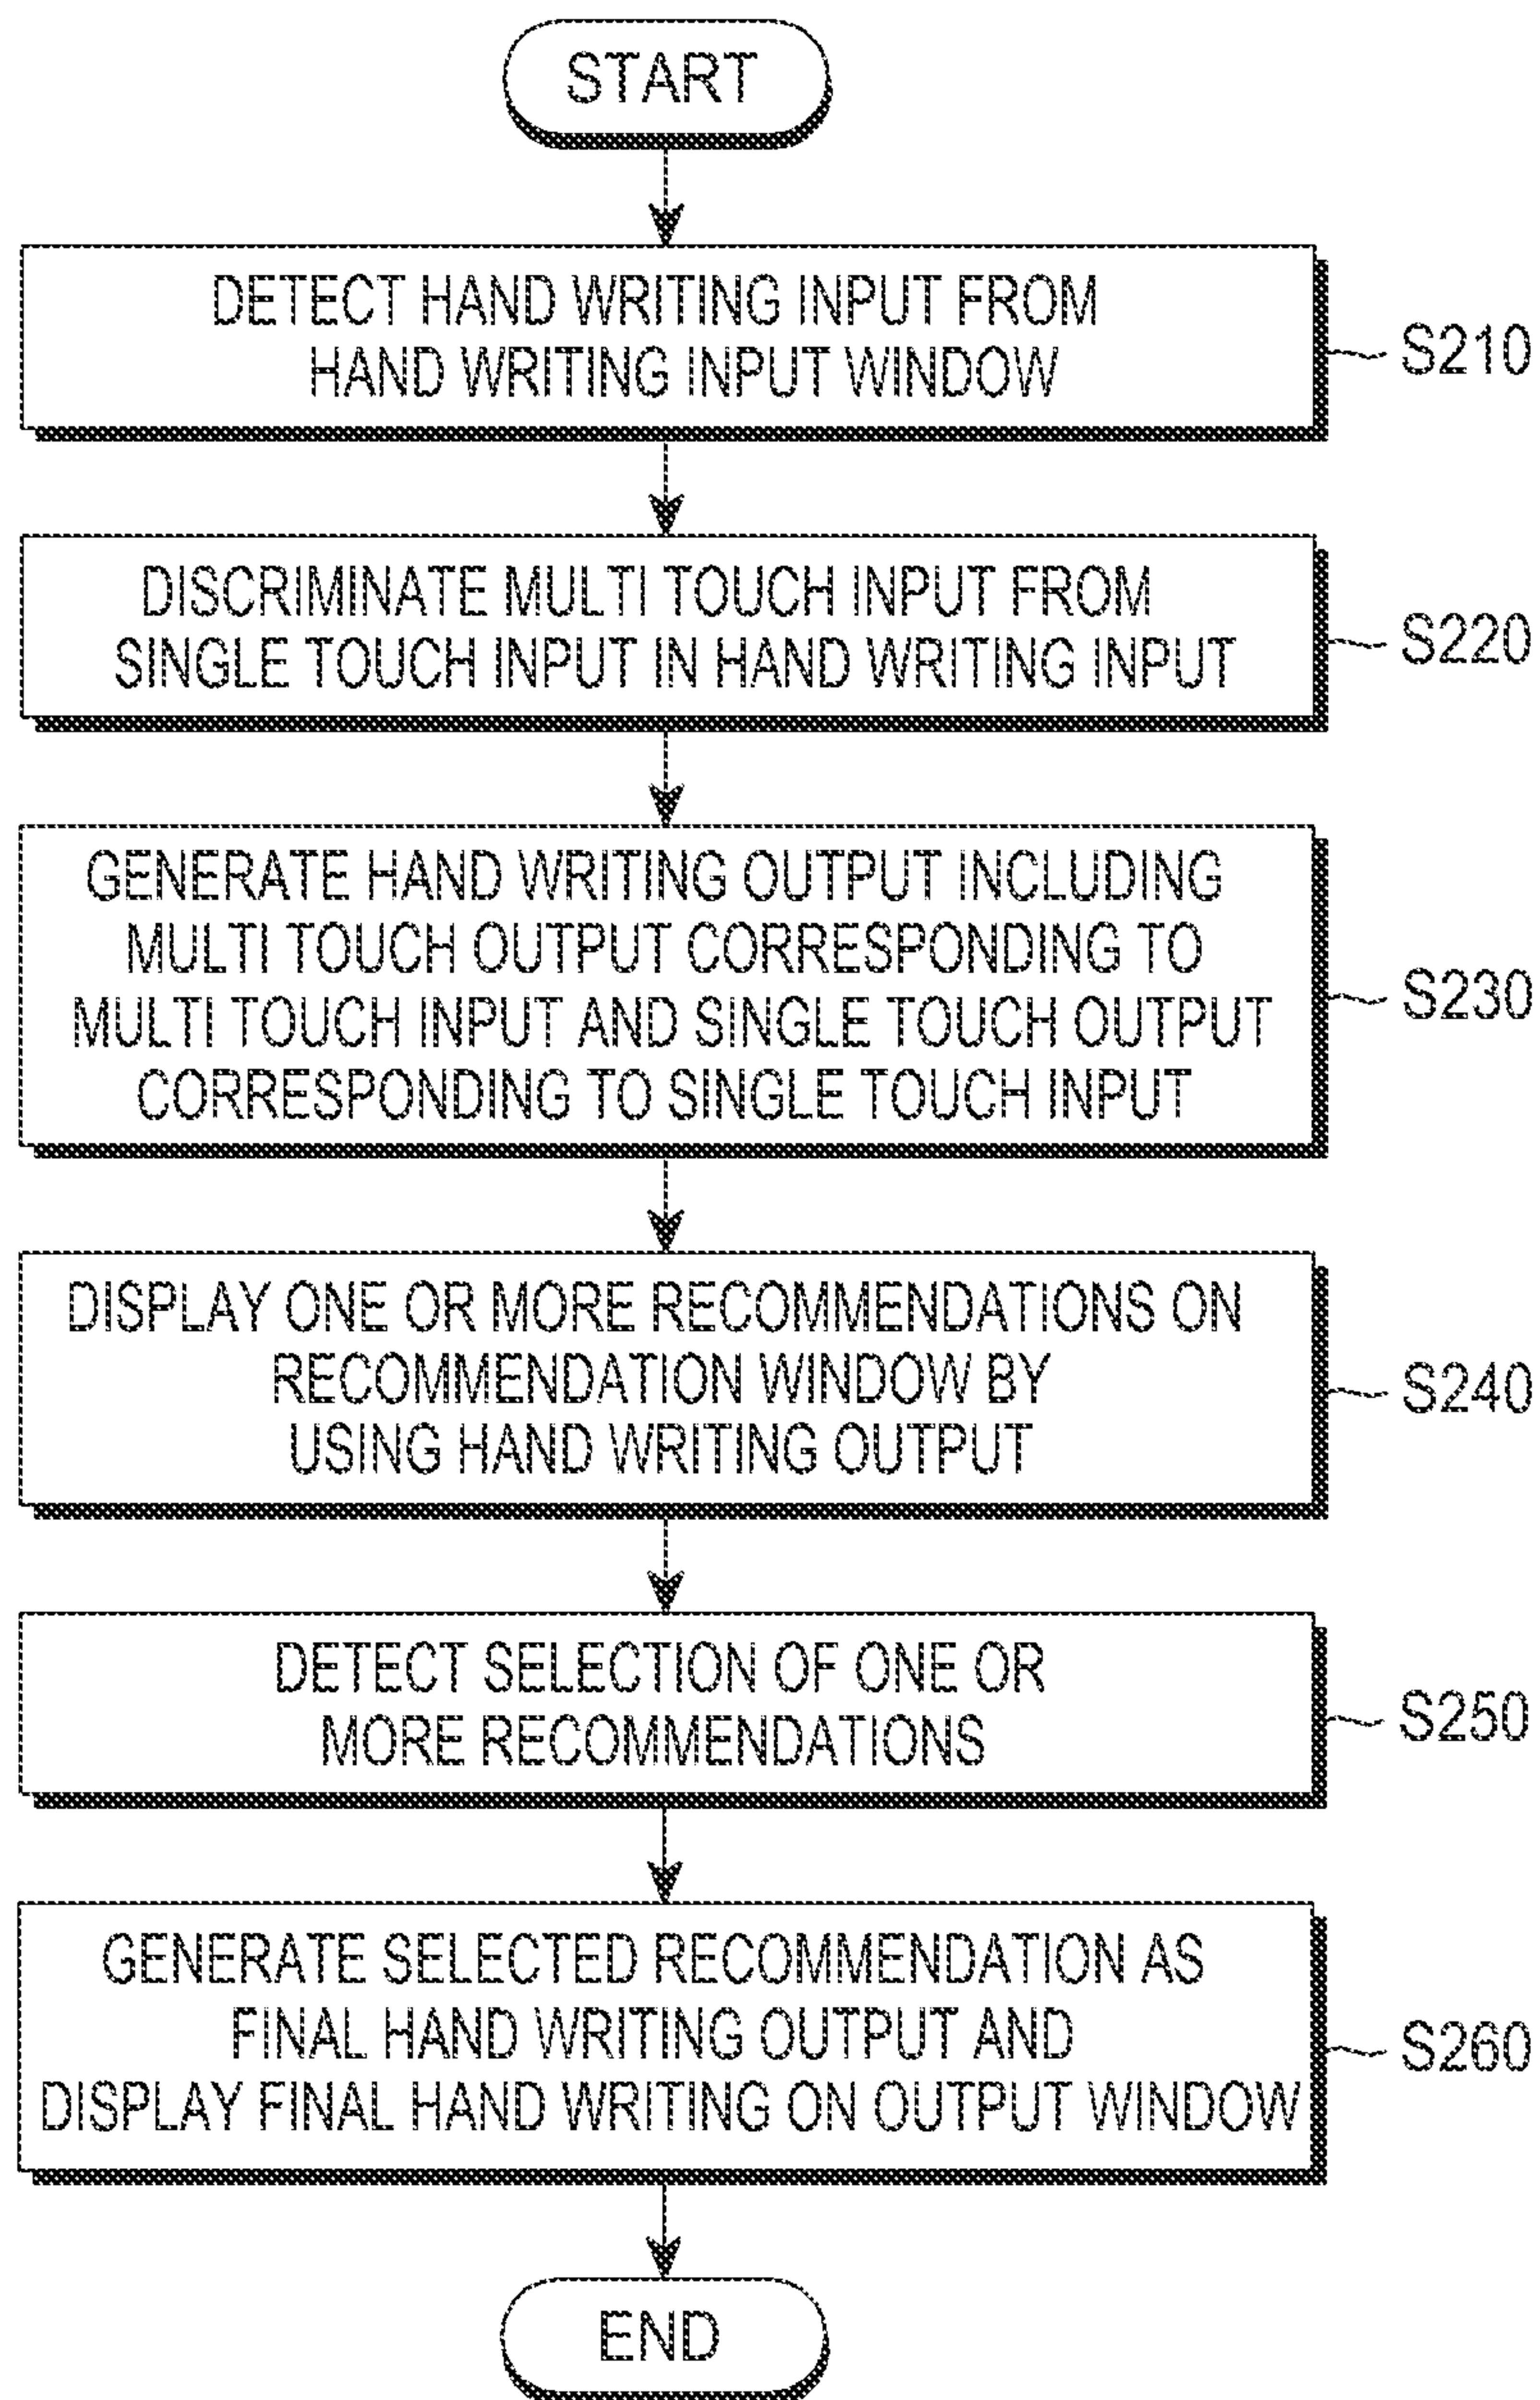 START
DETECT HAND WRITING INPUT FROM
HAND WRITING INPUT WINDOW
S210
DISCRIMINATE MULTI TOUCH INPUT FROM
SINGLE TOUCH INPUT IN HAND WRITING INPUT
S220
GENERATE HAND WRITING OUTPUT INCLUDING
MULTI TOUCH OUTPUT CORRESPONDING TO
MULTI TOUCH INPUT AND SINGLE TOUCH OUTPUT
CORRESPONDING TO SINGLE TOUCH INPUT
S230
DISPLAY ONE OR MORE RECOMMENDATIONS ON
RECOMMENDATION WINDOW BY
USING HAND WRITING OUTPUT
S240
DETECT SELECTION OF ONE OR
MORE RECOMMENDATIONS
S250
GENERATE SELECTED RECOMMENDATION AS
FINAL HAND WRITING OUTPUT AND
DISPLAY FINAL HAND WRITING ON OUTPUT WINDOW
S260
END